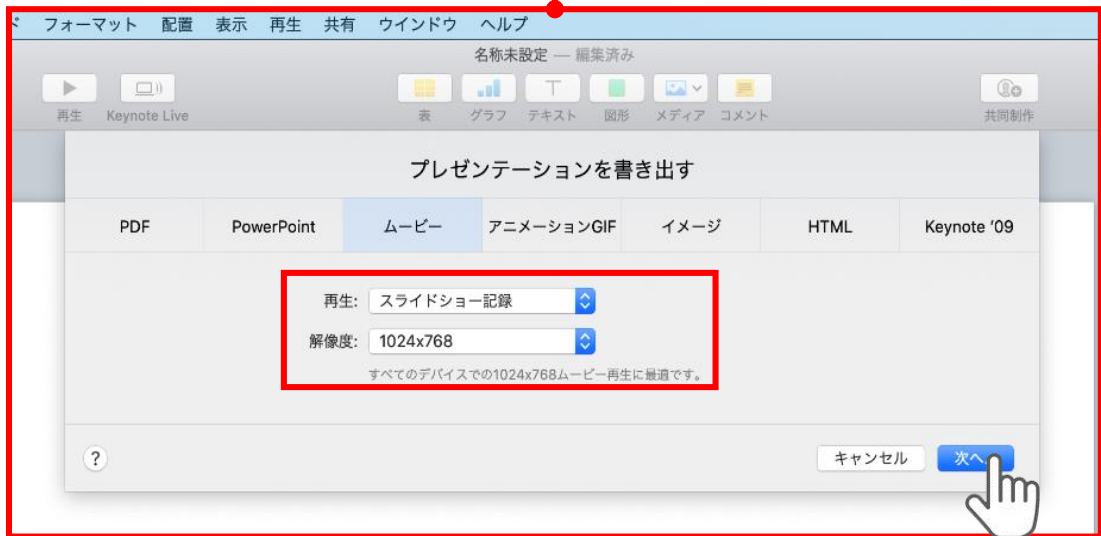 ド フォーマット 配置 表示 再生 共有 ウインドウ ヘルプ
名称未設定 — 編集済み
再生 Keynote Live 表 グラフ テキスト 図形 メディア コメント 共同制作
プレゼンテーションを書き出す
PDF PowerPoint ムービー アニメーションGIF イメージ HTML Keynote '09
再生: スライドショー記録
解像度: 1024x768
すべてのデバイスでの1024x768ムービー再生に最適です。
? キャンセル 次へ